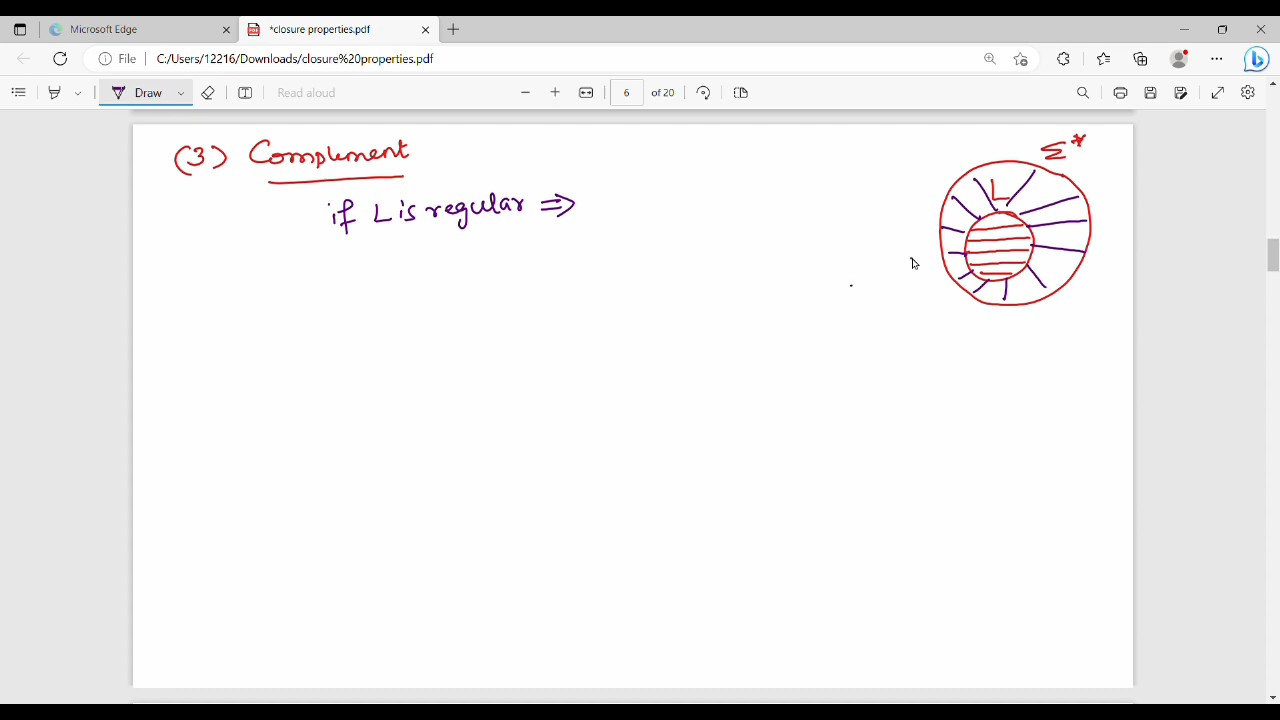 Microsoft Edge
*closure properties.pdf
File C:/Users/12216/Downloads/closure%20properties.pdf
Draw Read aloud 6 of 20
(3) Complement
Σ*
if L is regular ⇒
L